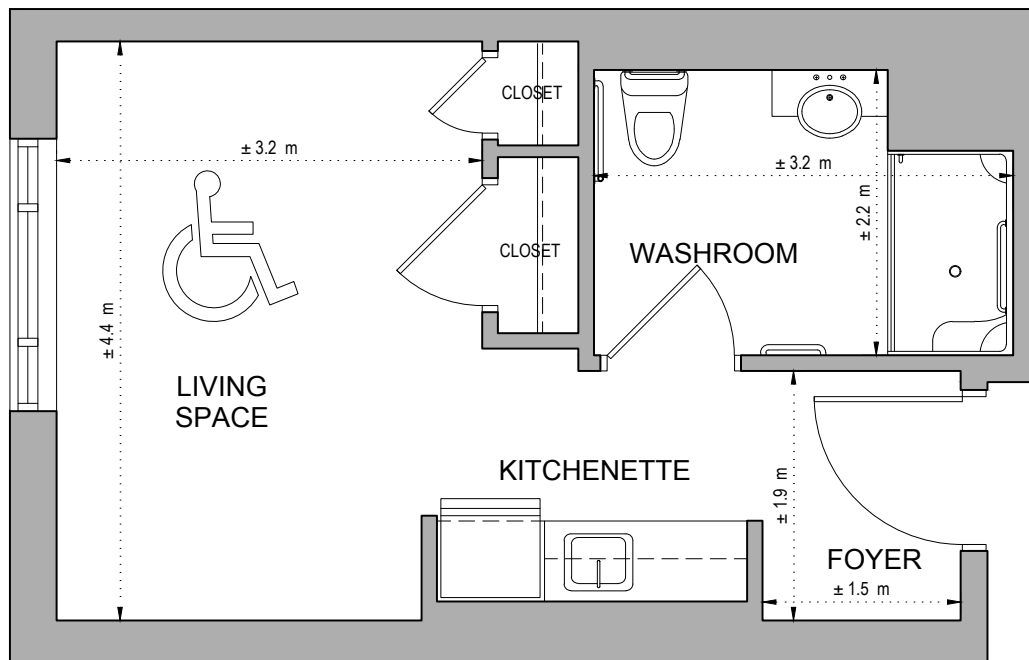 CLOSET
± 3.2 m
± 3.2 m
± 2.2 m
WASHROOM
CLOSET
± 4.4 m
LIVING
SPACE
KITCHENETTE
± 1.9 m
FOYER
± 1.5 m